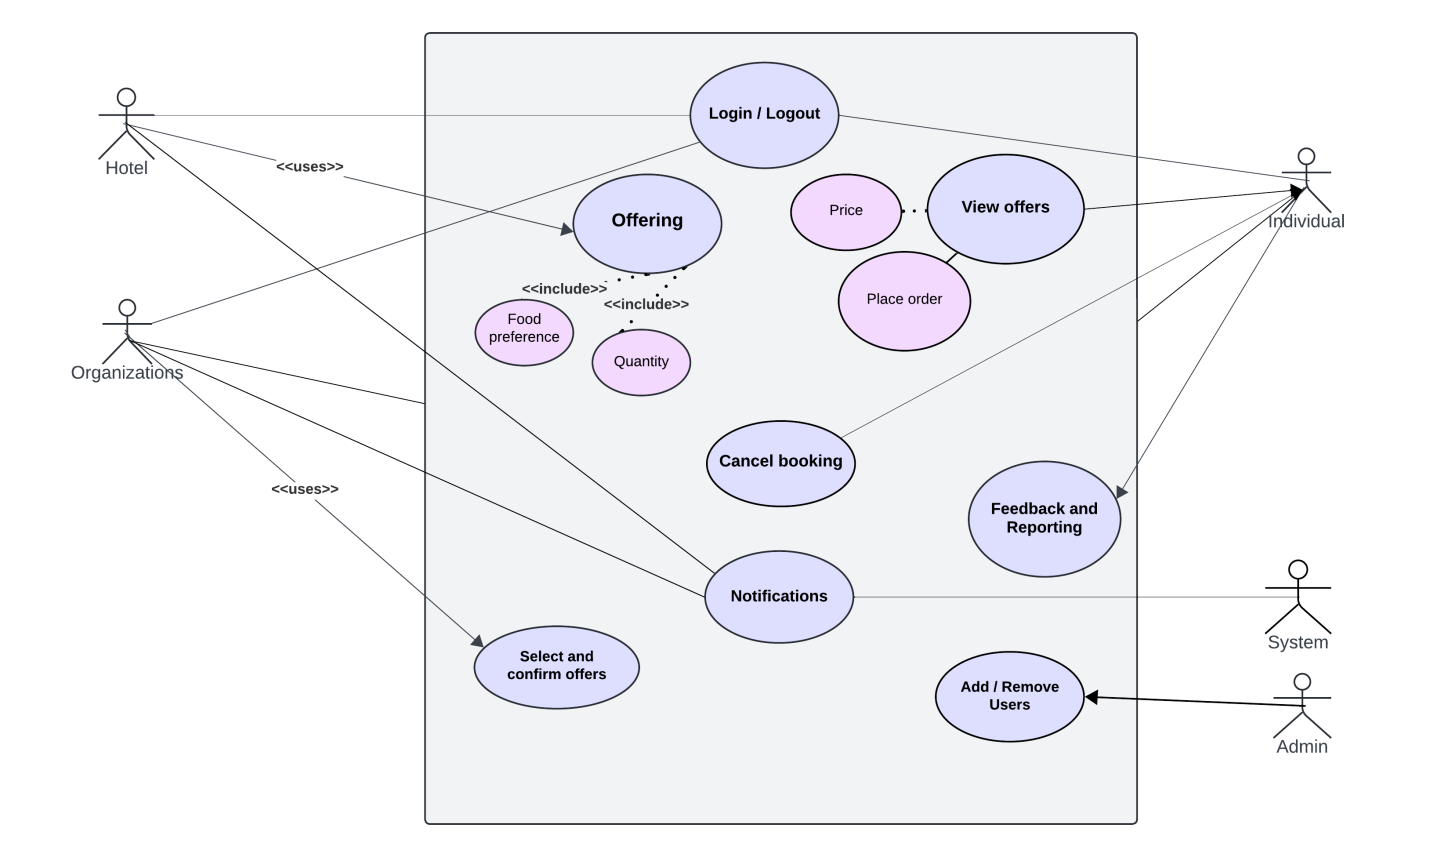 Login / Logout
Hotel
<<uses>>
Offering
Price
View offers
Individual
<<include>>
<<include>>
Place order
Food
preference
Quantity
Organizations
Cancel booking
<<uses>>
Feedback and
Reporting
Notifications
System
Select and
confirm offers
Add / Remove
Users
Admin